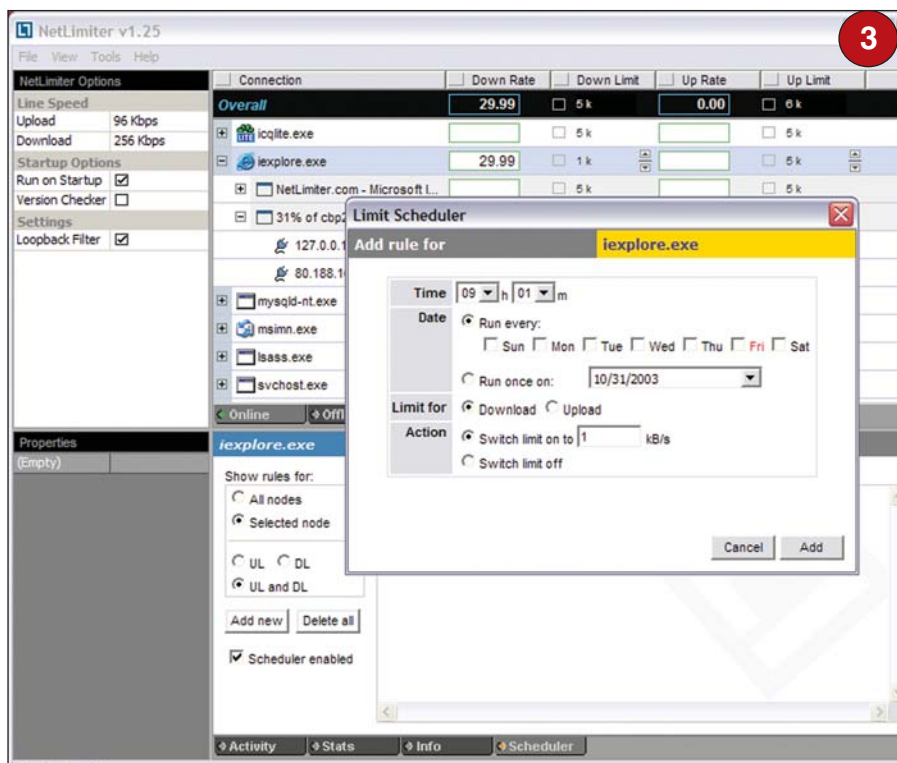 NetLimiter v1.25
3
File View Tools Help
NetLimiter Options
Line Speed
Upload 96 Kbps
Download 256 Kbps
Startup Options
Run on Startup
Version Checker
Settings
Loopback Filter
Connection Down Rate Down Limit Up Rate Up Limit
Overall 29.99 5 k 0.00 6 k
icqlite.exe 5 k 5 k
iexplore.exe 29.99 1 k 5 k
NetLimiter.com - Microsoft I... 5 k 5 k
31% of cbp2
127.0.0.1
80.188.1
mysqld-nt.exe
msimn.exe
lsass.exe
svchost.exe
Online Offl
Limit Scheduler
Add rule for iexplore.exe
Time 09 h 01 m
Date Run every:
Sun Mon Tue Wed Thu Fri Sat
Run once on: 10/31/2003
Limit for Download Upload
Action Switch limit on to 1 kB/s
Switch limit off
Cancel Add
Properties
(Empty)
iexplore.exe
Show rules for:
All nodes
Selected node
UL DL
UL and DL
Add new Delete all
Scheduler enabled
Activity Stats Info Scheduler